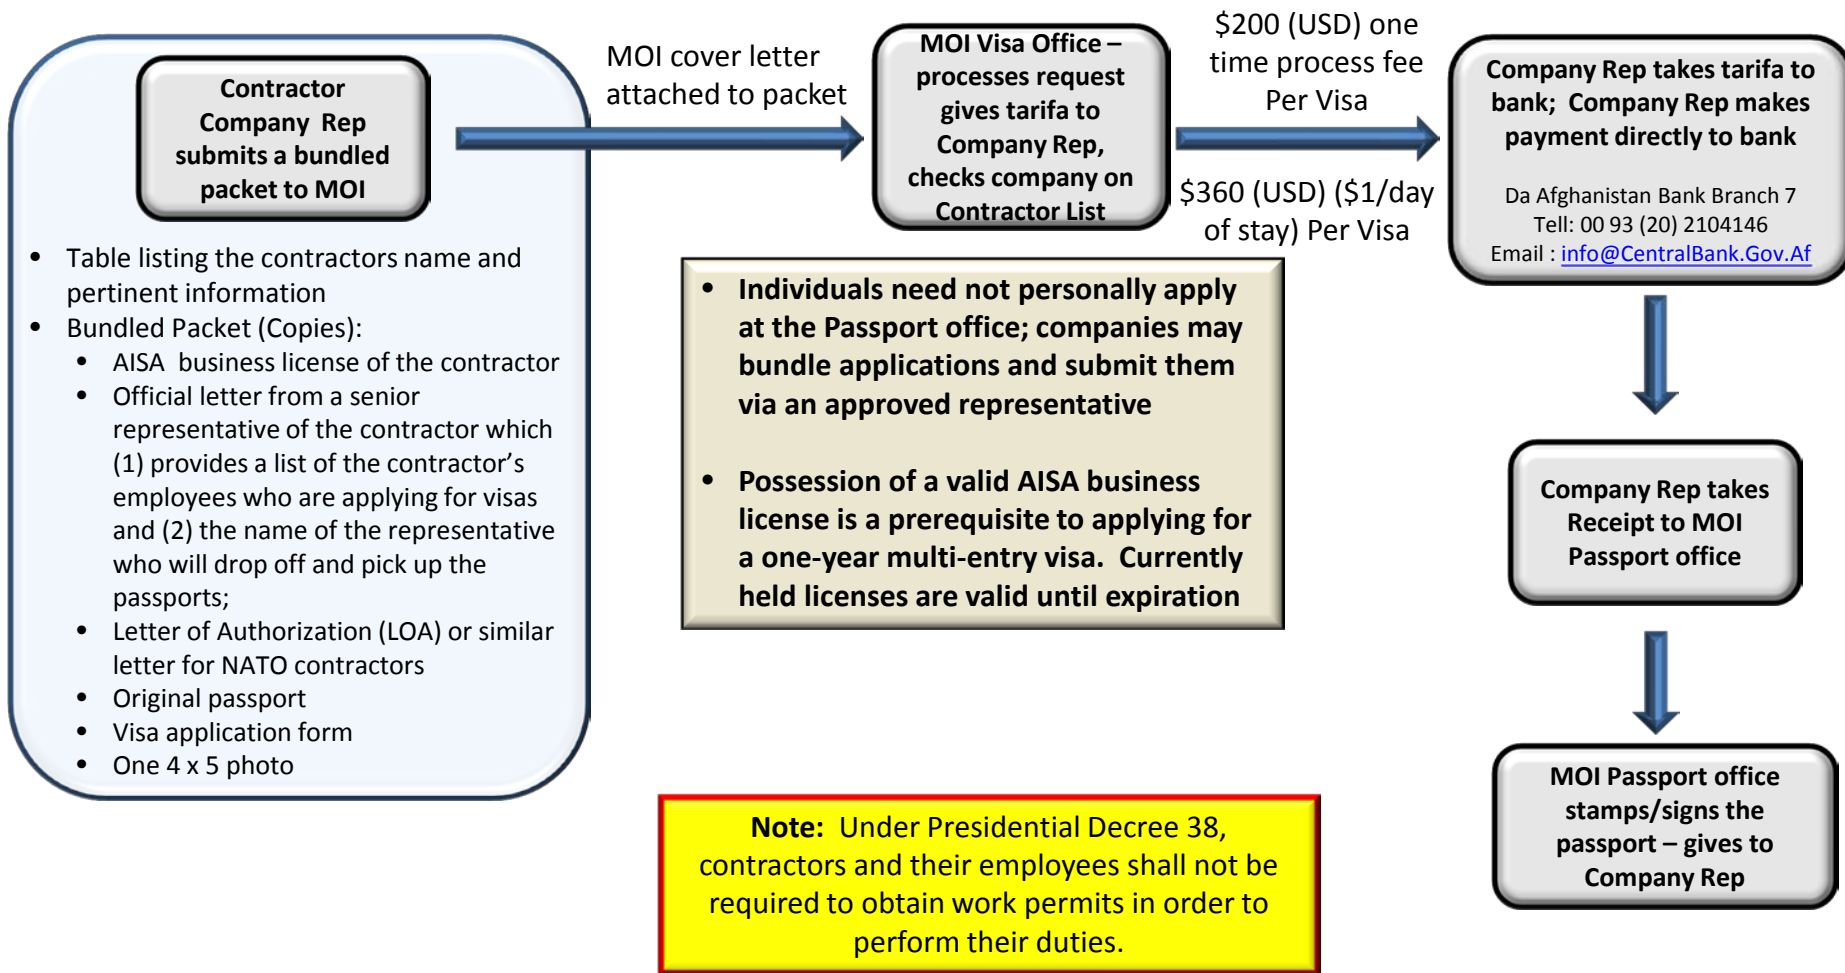 Contractor
Company Rep
submits a bundled
packet to MOI
• Table listing the contractors name and
pertinent information
• Bundled Packet (Copies):
• AISA business license of the contractor
• Official letter from a senior
representative of the contractor which
(1) provides a list of the contractor's
employees who are applying for visas
and (2) the name of the representative
who will drop off and pick up the
passports;
• Letter of Authorization (LOA) or similar
letter for NATO contractors
• Original passport
• Visa application form
• One 4 x 5 photo
MOI cover letter
attached to packet
MOI Visa Office –
processes request
gives tarifa to
Company Rep,
checks company on
Contractor List
$200 (USD) one
time process fee
Per Visa
$360 (USD) ($1/day
of stay) Per Visa
Company Rep takes tarifa to
bank; Company Rep makes
payment directly to bank
Da Afghanistan Bank Branch 7
Tell: 00 93 (20) 2104146
Email : info@CentralBank.Gov.Af
• Individuals need not personally apply
at the Passport office; companies may
bundle applications and submit them
via an approved representative
• Possession of a valid AISA business
license is a prerequisite to applying for
a one-year multi-entry visa. Currently
held licenses are valid until expiration
Company Rep takes
Receipt to MOI
Passport office
MOI Passport office
stamps/signs the
passport – gives to
Company Rep
Note: Under Presidential Decree 38,
contractors and their employees shall not be
required to obtain work permits in order to
perform their duties.